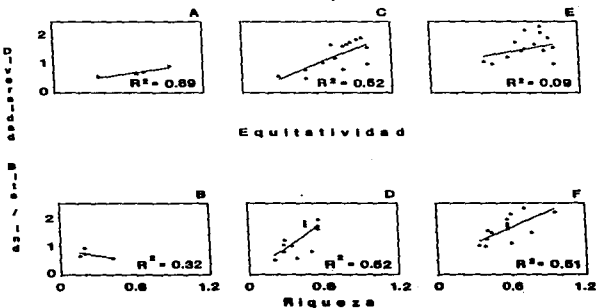 A C E
2
1
0
R² = 0.69
R² = 0.52
R² = 0.09
Diversidad
Bits / ind
Equitatividad
B D F
2
1
0
R² = 0.32
R² = 0.52
R² = 0.51
0 0.6 1.2 0.6 1.2 0 0.6 1.2
Riqueza